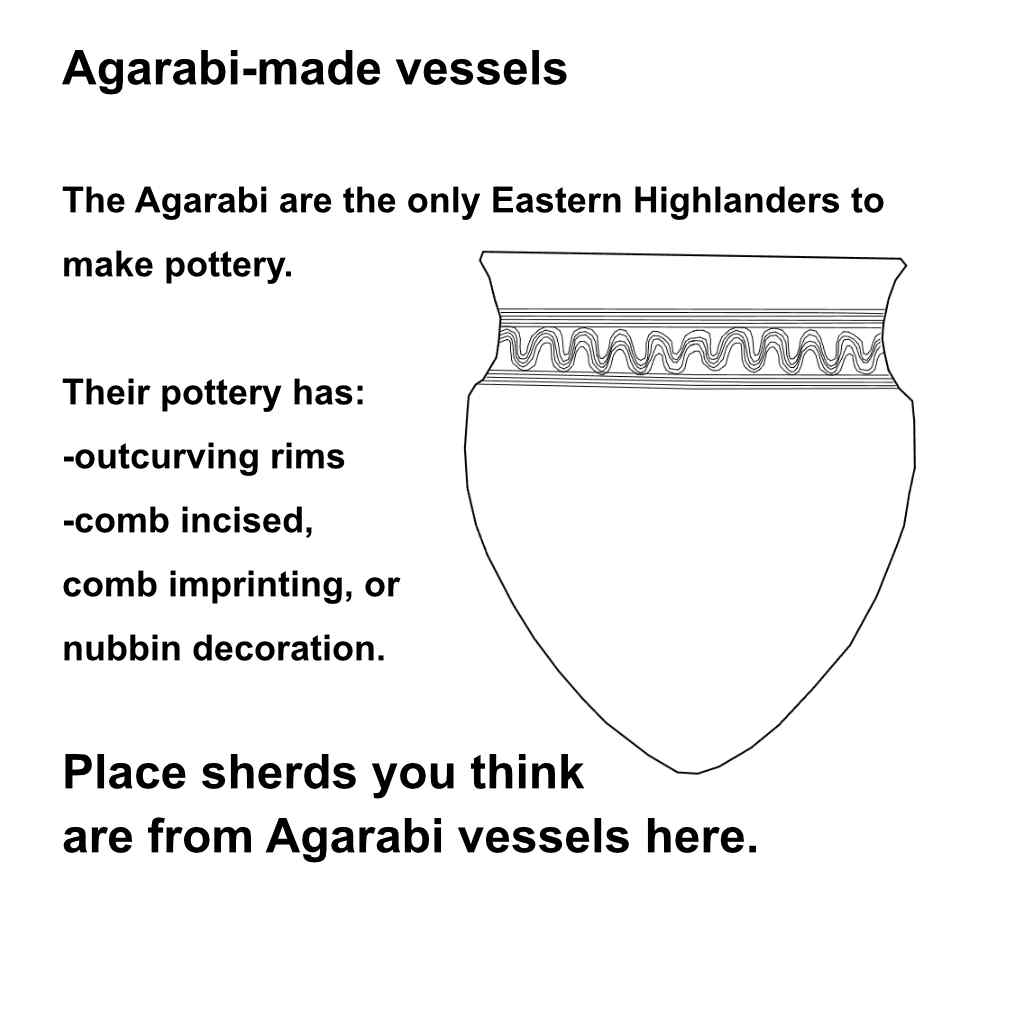 Agarabi-made vessels
The Agarabi are the only Eastern Highlanders to
make pottery.
Their pottery has:
-outcurving rims
-comb incised,
comb imprinting, or
nubbin decoration.
Place sherds you think
are from Agarabi vessels here.